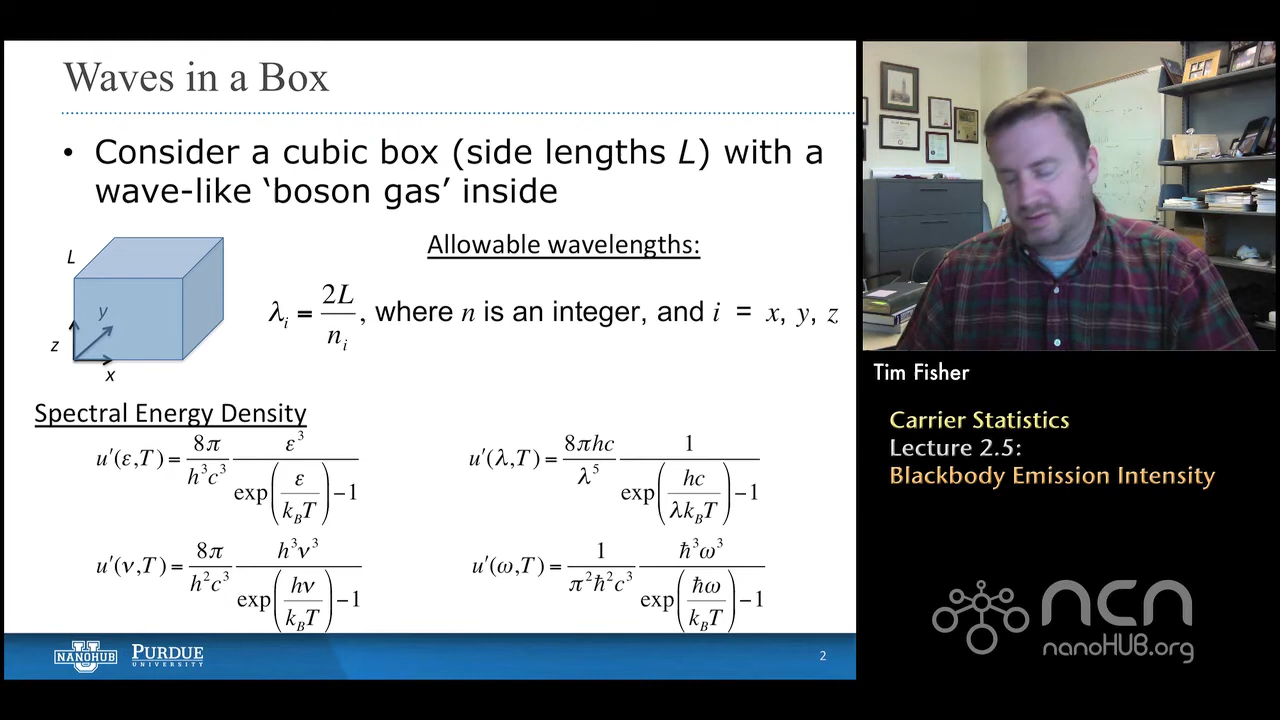 Waves in a Box
• Consider a cubic box (side lengths L) with a
wave-like ‘boson gas’ inside
L
y
z
x
Allowable wavelengths:
λᵢ = 2L / nᵢ , where n is an integer, and i = x, y, z
Spectral Energy Density
u′(ε,T) = 8π / h³c³ ε³ / exp(ε / k_BT) − 1
u′(λ,T) = 8πhc / λ⁵ 1 / exp(hc / λk_BT) − 1
u′(ν,T) = 8π / h²c³ h³ν³ / exp(hν / k_BT) − 1
u′(ω,T) = 1 / π²ħ²c³ ħ³ω³ / exp(ħω / k_BT) − 1
NANOHUB
U
PURDUE
UNIVERSITY
2
Tim Fisher
Carrier Statistics
Lecture 2.5:
Blackbody Emission Intensity
ncn
nanoHUB.org